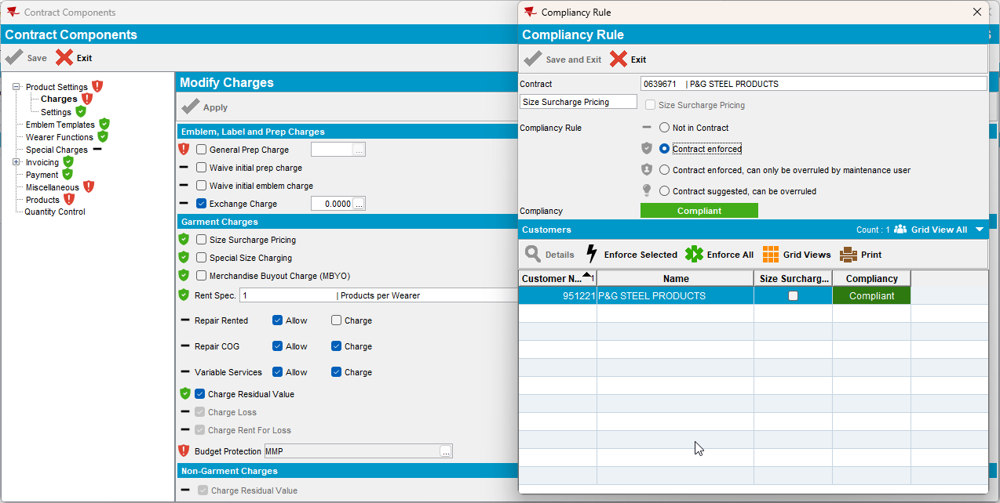 Contract Components
Contract Components
Save Exit
Product Settings
Charges
Settings
Emblem Templates
Wearer Functions
Special Charges
Invoicing
Payment
Miscellaneous
Products
Quantity Control
Modify Charges
Apply
Emblem, Label and Prep Charges
General Prep Charge ...
Waive initial prep charge
Waive initial emblem charge
Exchange Charge 0.0000 ...
Garment Charges
Size Surcharge Pricing
Special Size Charging
Merchandise Buyout Charge (MBYO)
Rent Spec. 1 | Products per Wearer
Repair Rented Allow Charge
Repair COG Allow Charge
Variable Services Allow Charge
Charge Residual Value
Charge Loss
Charge Rent For Loss
Budget Protection MMP ...
Non-Garment Charges
Charge Residual Value
Compliancy Rule
Compliancy Rule
Save and Exit Exit
Contract 0639671 | P&G STEEL PRODUCTS
Size Surcharge Pricing Size Surcharge Pricing
Compliancy Rule Not in Contract
Contract enforced
Contract enforced, can only be overruled by maintenance user
Contract suggested, can be overruled
Compliancy Compliant
Customers Count : 1 Grid View All
Details Enforce Selected Enforce All Grid Views Print
Customer N... 1 Name Size Surcharg... Compliancy
951221 P&G STEEL PRODUCTS Compliant